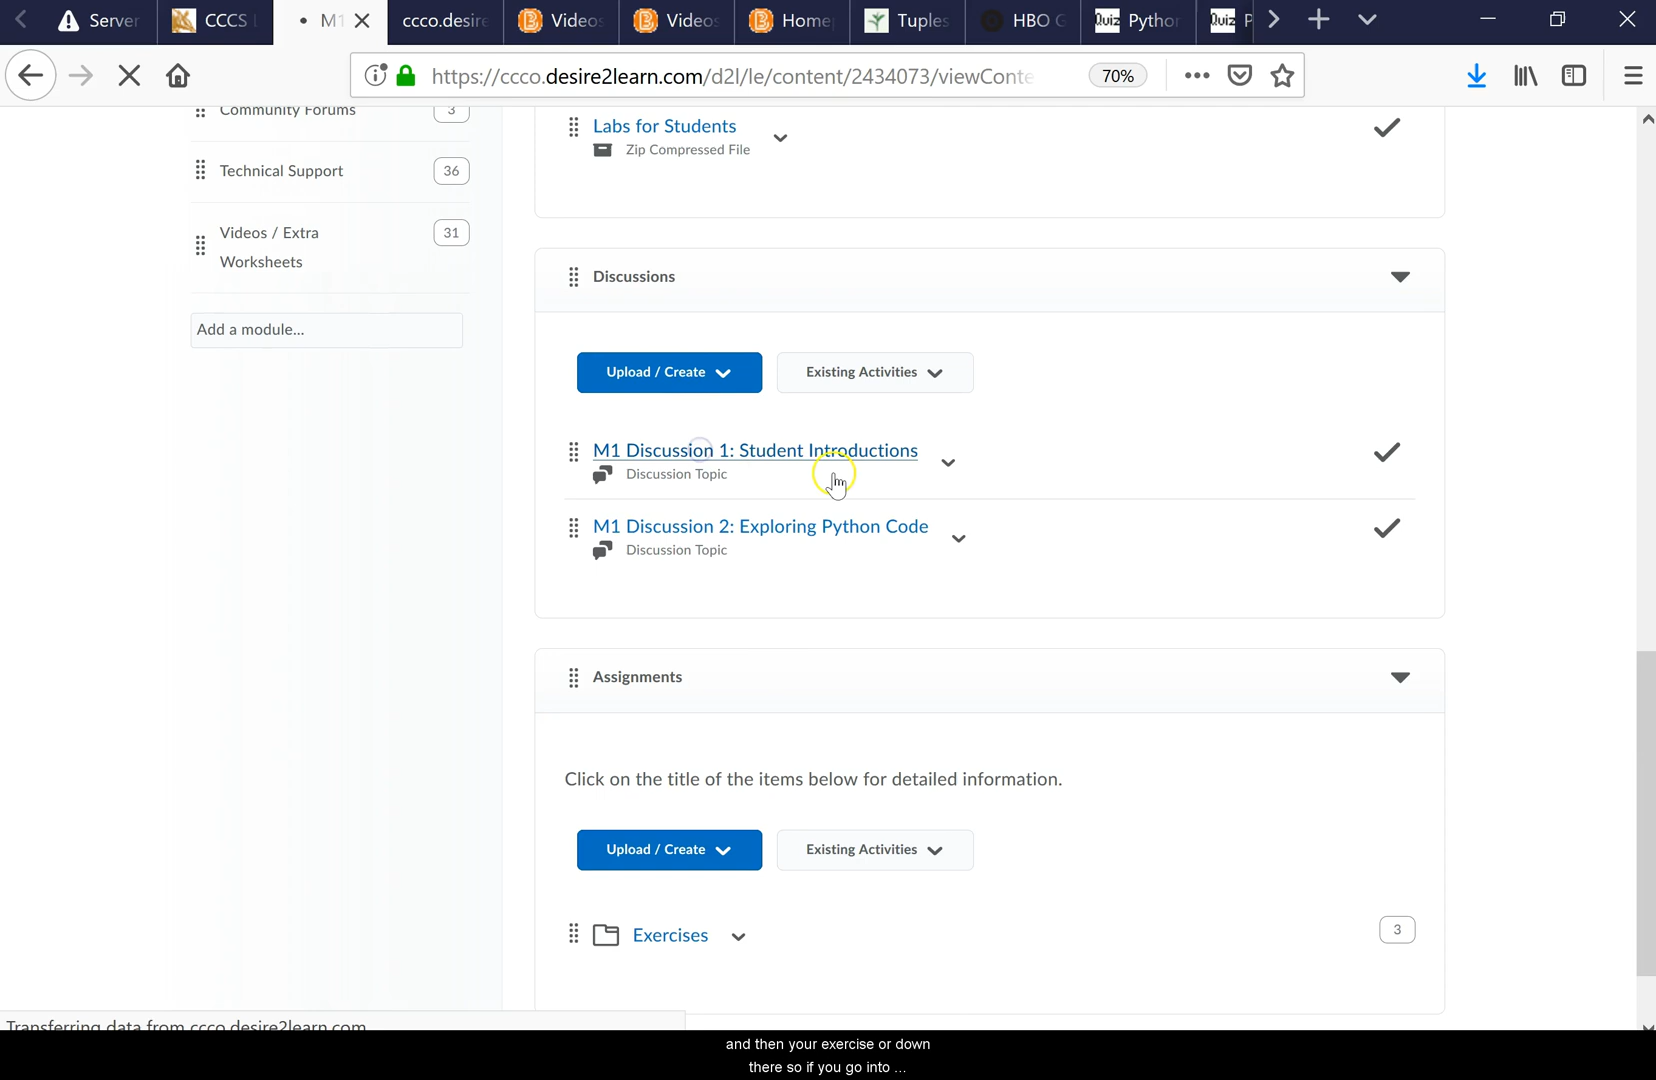 Server
CCCS
M1
ccco.desire
Videos
Videos
Home
Tuples
HBO G
Quiz Python
Quiz P
https://ccco.desire2learn.com/d2l/le/content/2434073/viewConte
70%
Community Forums 3
Technical Support 36
Videos / Extra Worksheets 31
Add a module...
Labs for Students
Zip Compressed File
Discussions
Upload / Create
Existing Activities
M1 Discussion 1: Student Introductions
Discussion Topic
M1 Discussion 2: Exploring Python Code
Discussion Topic
Assignments
Click on the title of the items below for detailed information.
Upload / Create
Existing Activities
Exercises 3
Transferring data from ccco.desire2learn.com...
and then your exercise or down
there so if you go into ...